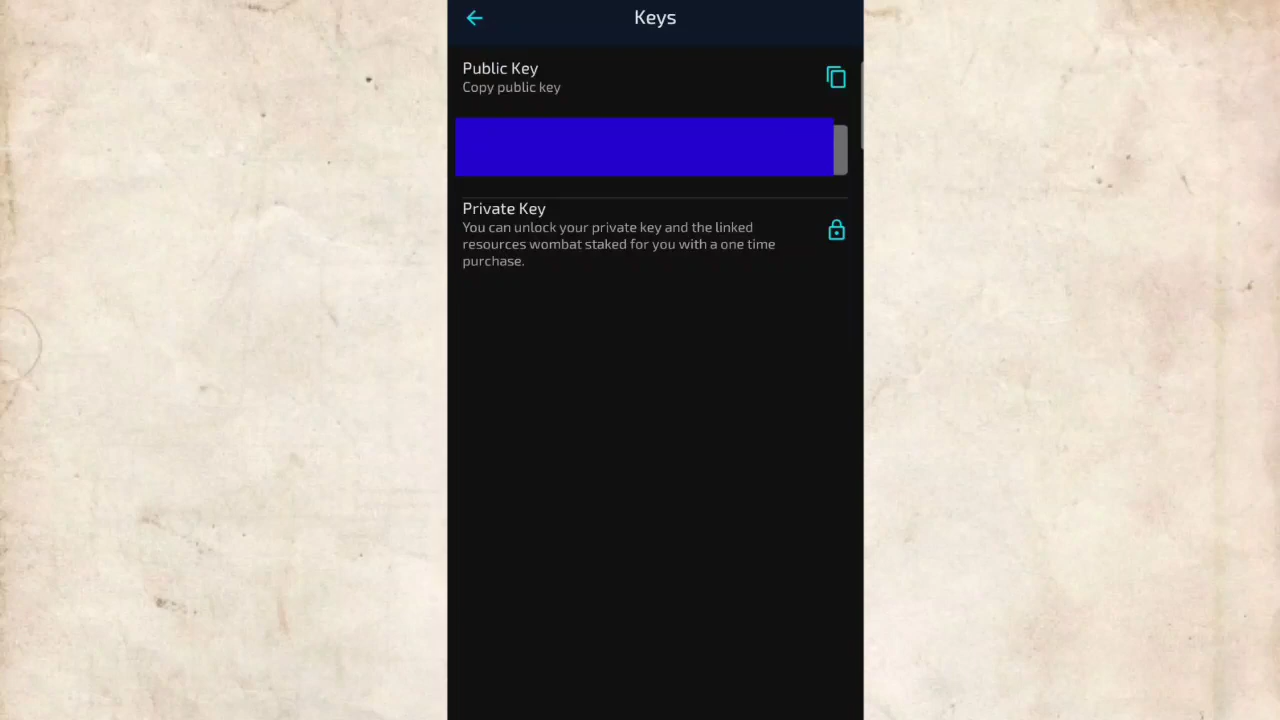 Keys
Public Key
Copy public key
Private Key
You can unlock your private key and the linked
resources wombat staked for you with a one time
purchase.